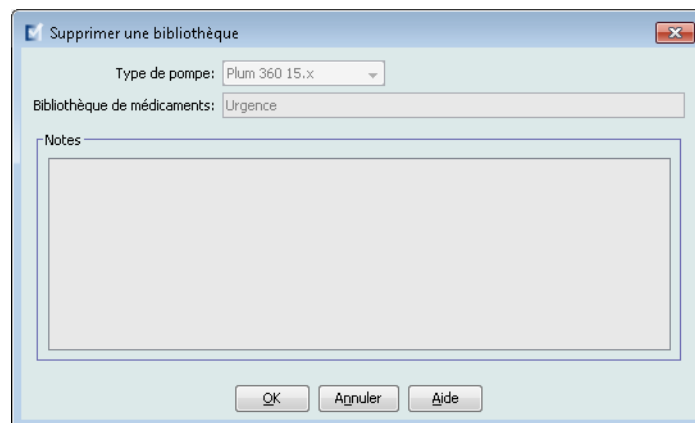 Supprimer une bibliothèque
Type de pompe: Plum 360 15.x
Bibliothèque de médicaments: Urgence
Notes
OK Annuler Aide